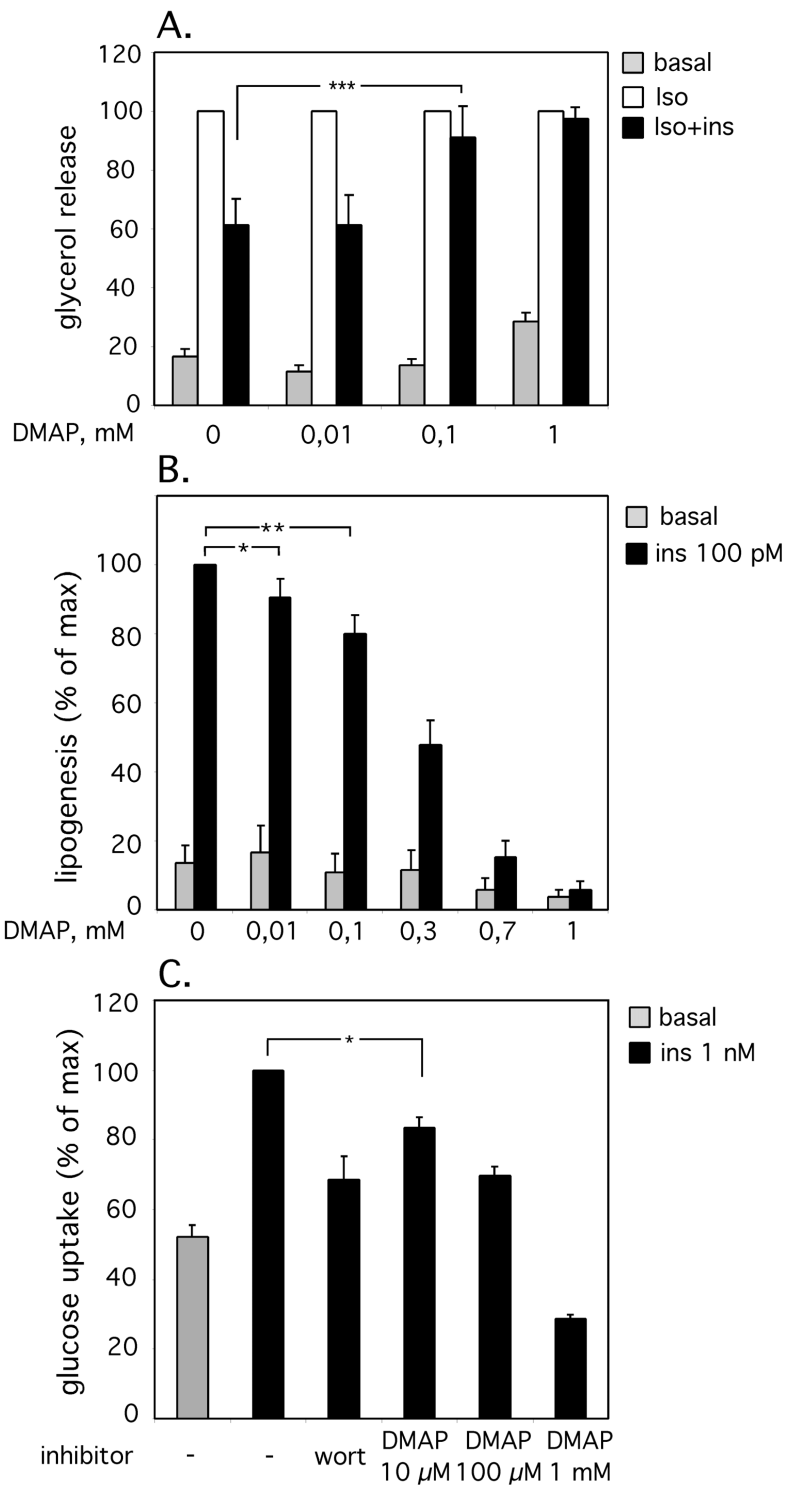 A.
120
100
80
60
40
20
0
glycerol release
***
basal
Iso
Iso+ins
DMAP, mM 0 0,01 0,1 1
B.
100
80
60
40
20
0
lipogenesis (% of max)
**
*
basal
ins 100 pM
DMAP, mM 0 0,01 0,1 0,3 0,7 1
C.
120
100
80
60
40
20
0
glucose uptake (% of max)
*
basal
ins 1 nM
inhibitor - - wort DMAP DMAP DMAP
10 µM 100 µM 1 mM